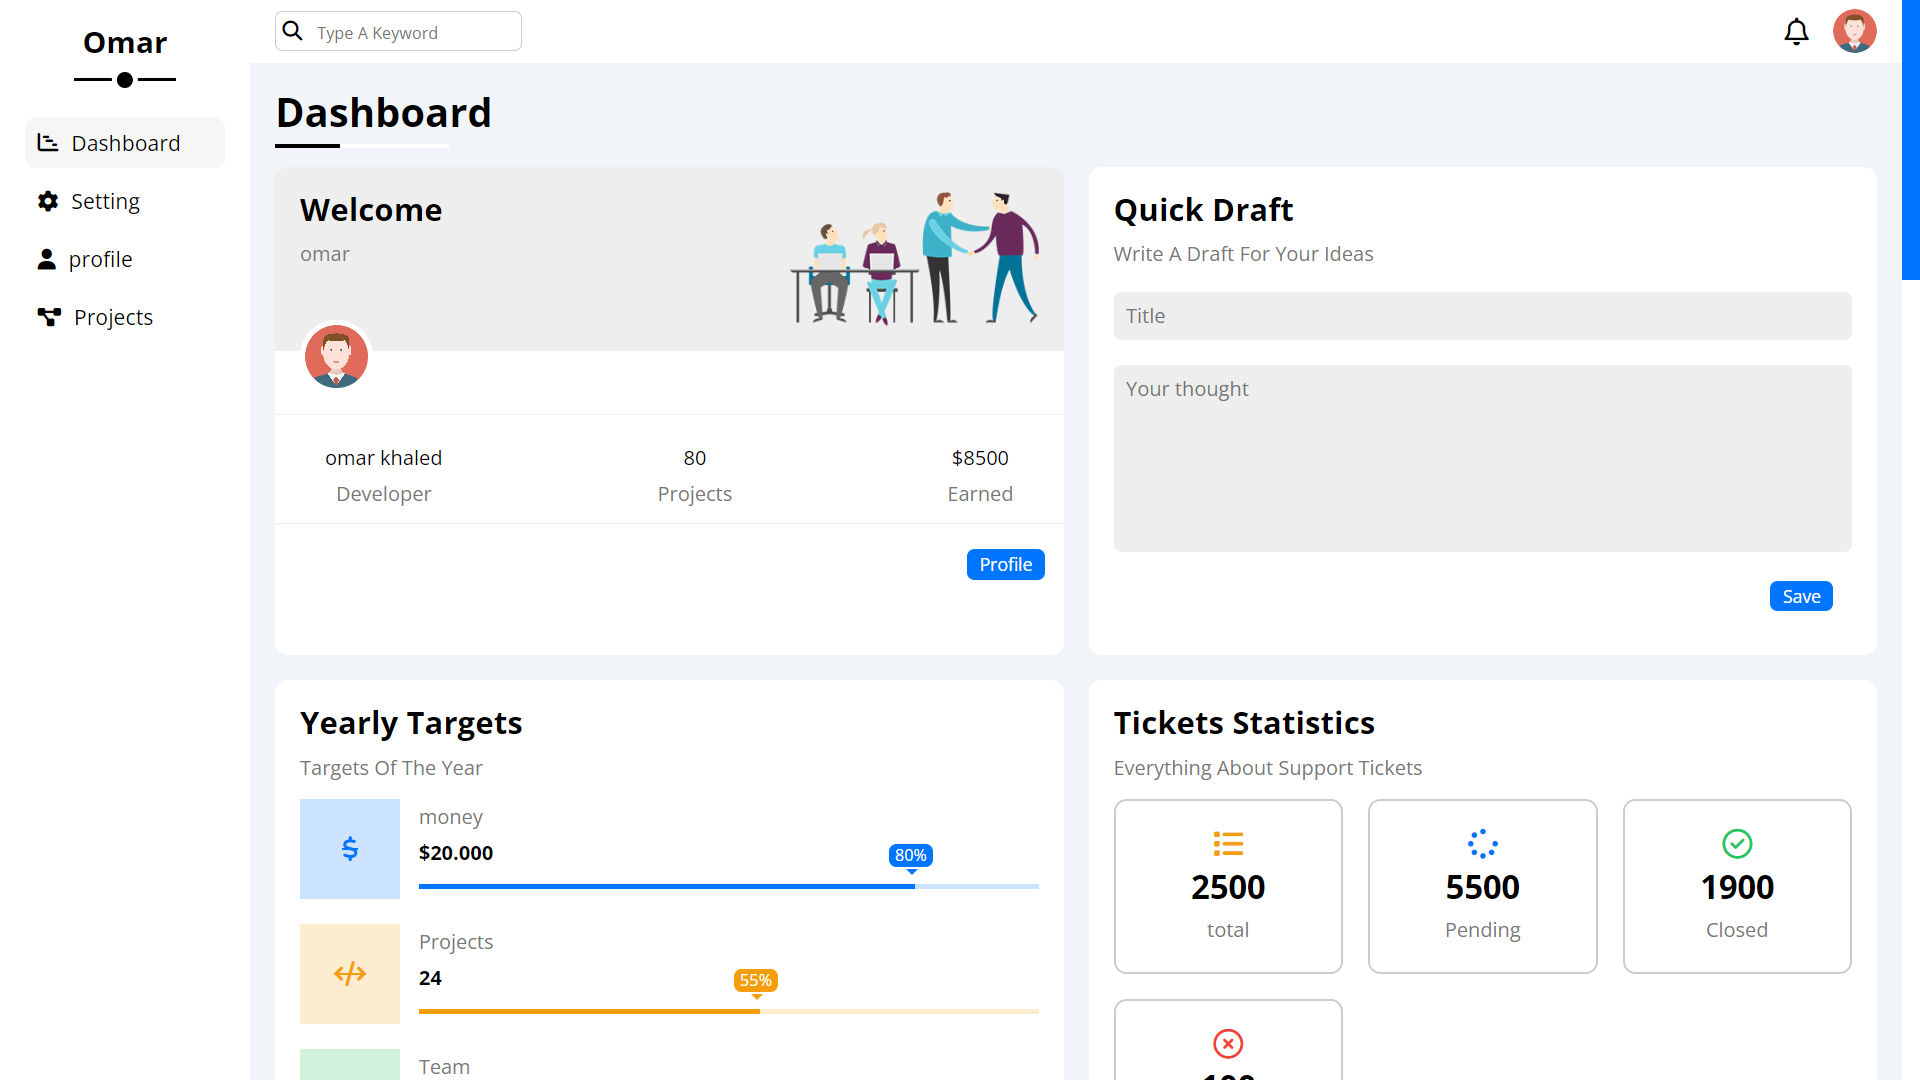 Omar
Dashboard
Setting
profile
Projects
Type A Keyword
Dashboard
Welcome
omar
omar khaled
Developer
80
Projects
$8500
Earned
Profile
Quick Draft
Write A Draft For Your Ideas
Title
Your thought
Save
Yearly Targets
Targets Of The Year
money
$20.000
80%
Projects
24
55%
Team
Tickets Statistics
Everything About Support Tickets
2500
total
5500
Pending
1900
Closed